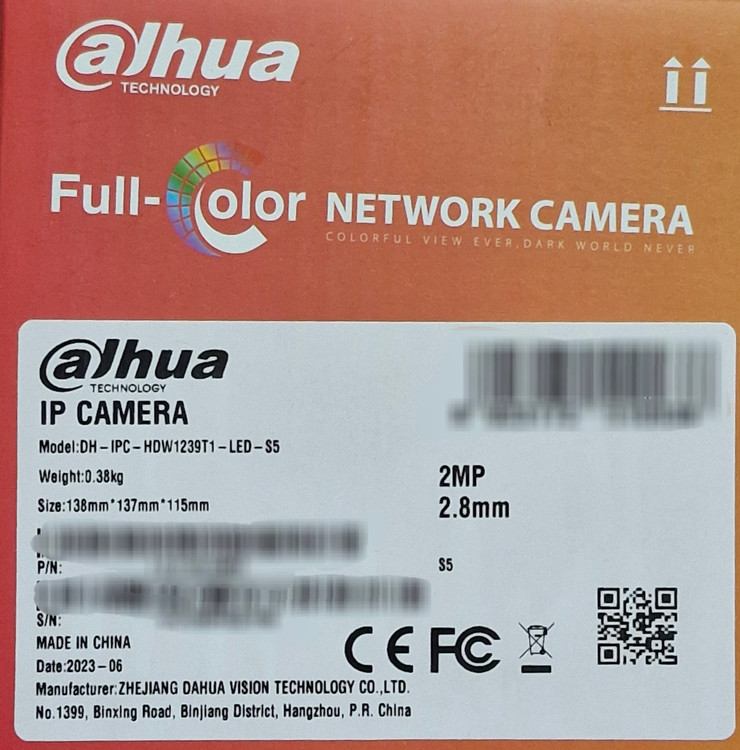 alhua
TECHNOLOGY
Full-Color NETWORK CAMERA
COLORFUL VIEW EVER, DARK WORLD NEVER
alhua
TECHNOLOGY
IP CAMERA
Model:DH-IPC-HDW1239T1-LED-S5
Weight:0.38kg
2MP
Size:138mm*137mm*115mm
2.8mm
P/N:
S5
S/N:
MADE IN CHINA
Date:2023-06
CE FC
Manufacturer:ZHEJIANG DAHUA VISION TECHNOLOGY CO.,LTD.
No.1399, Binxing Road, Binjiang District, Hangzhou, P.R. China